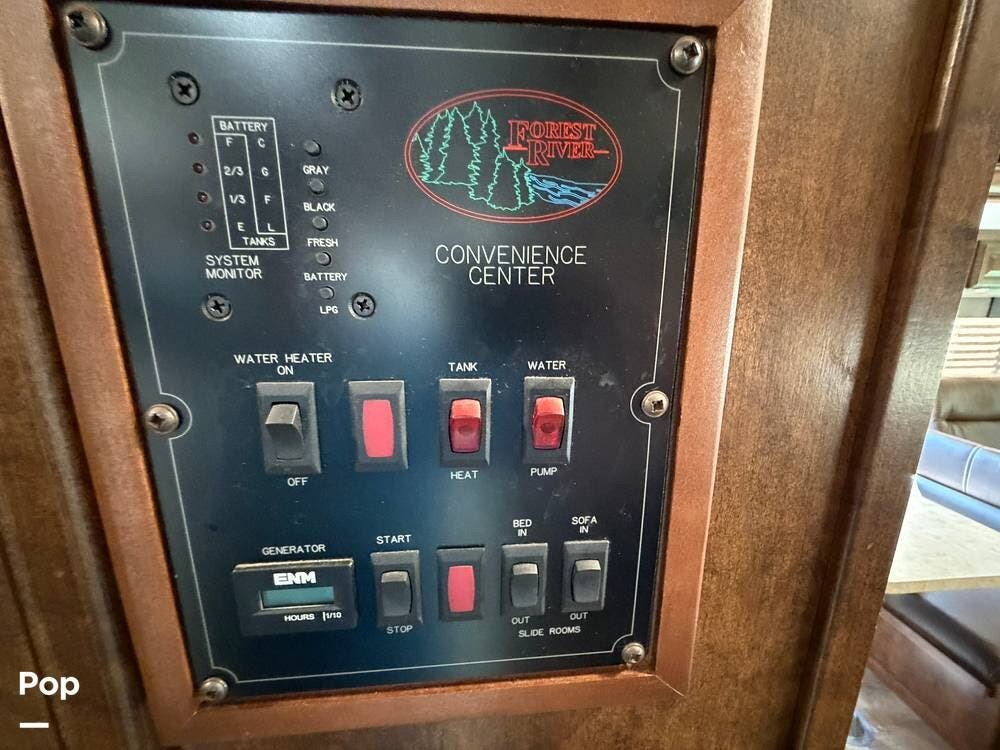 BATTERY
F C
2/3 G
1/3 F
E L
TANKS
SYSTEM
MONITOR
GRAY
BLACK
FRESH
BATTERY
LPG
FOREST
RIVER
CONVENIENCE
CENTER
WATER HEATER
ON
OFF
TANK
HEAT
WATER
PUMP
GENERATOR
ENM
HOURS 1/10
START
STOP
BED
IN
OUT
SOFA
IN
OUT
SLIDE ROOMS
Pop